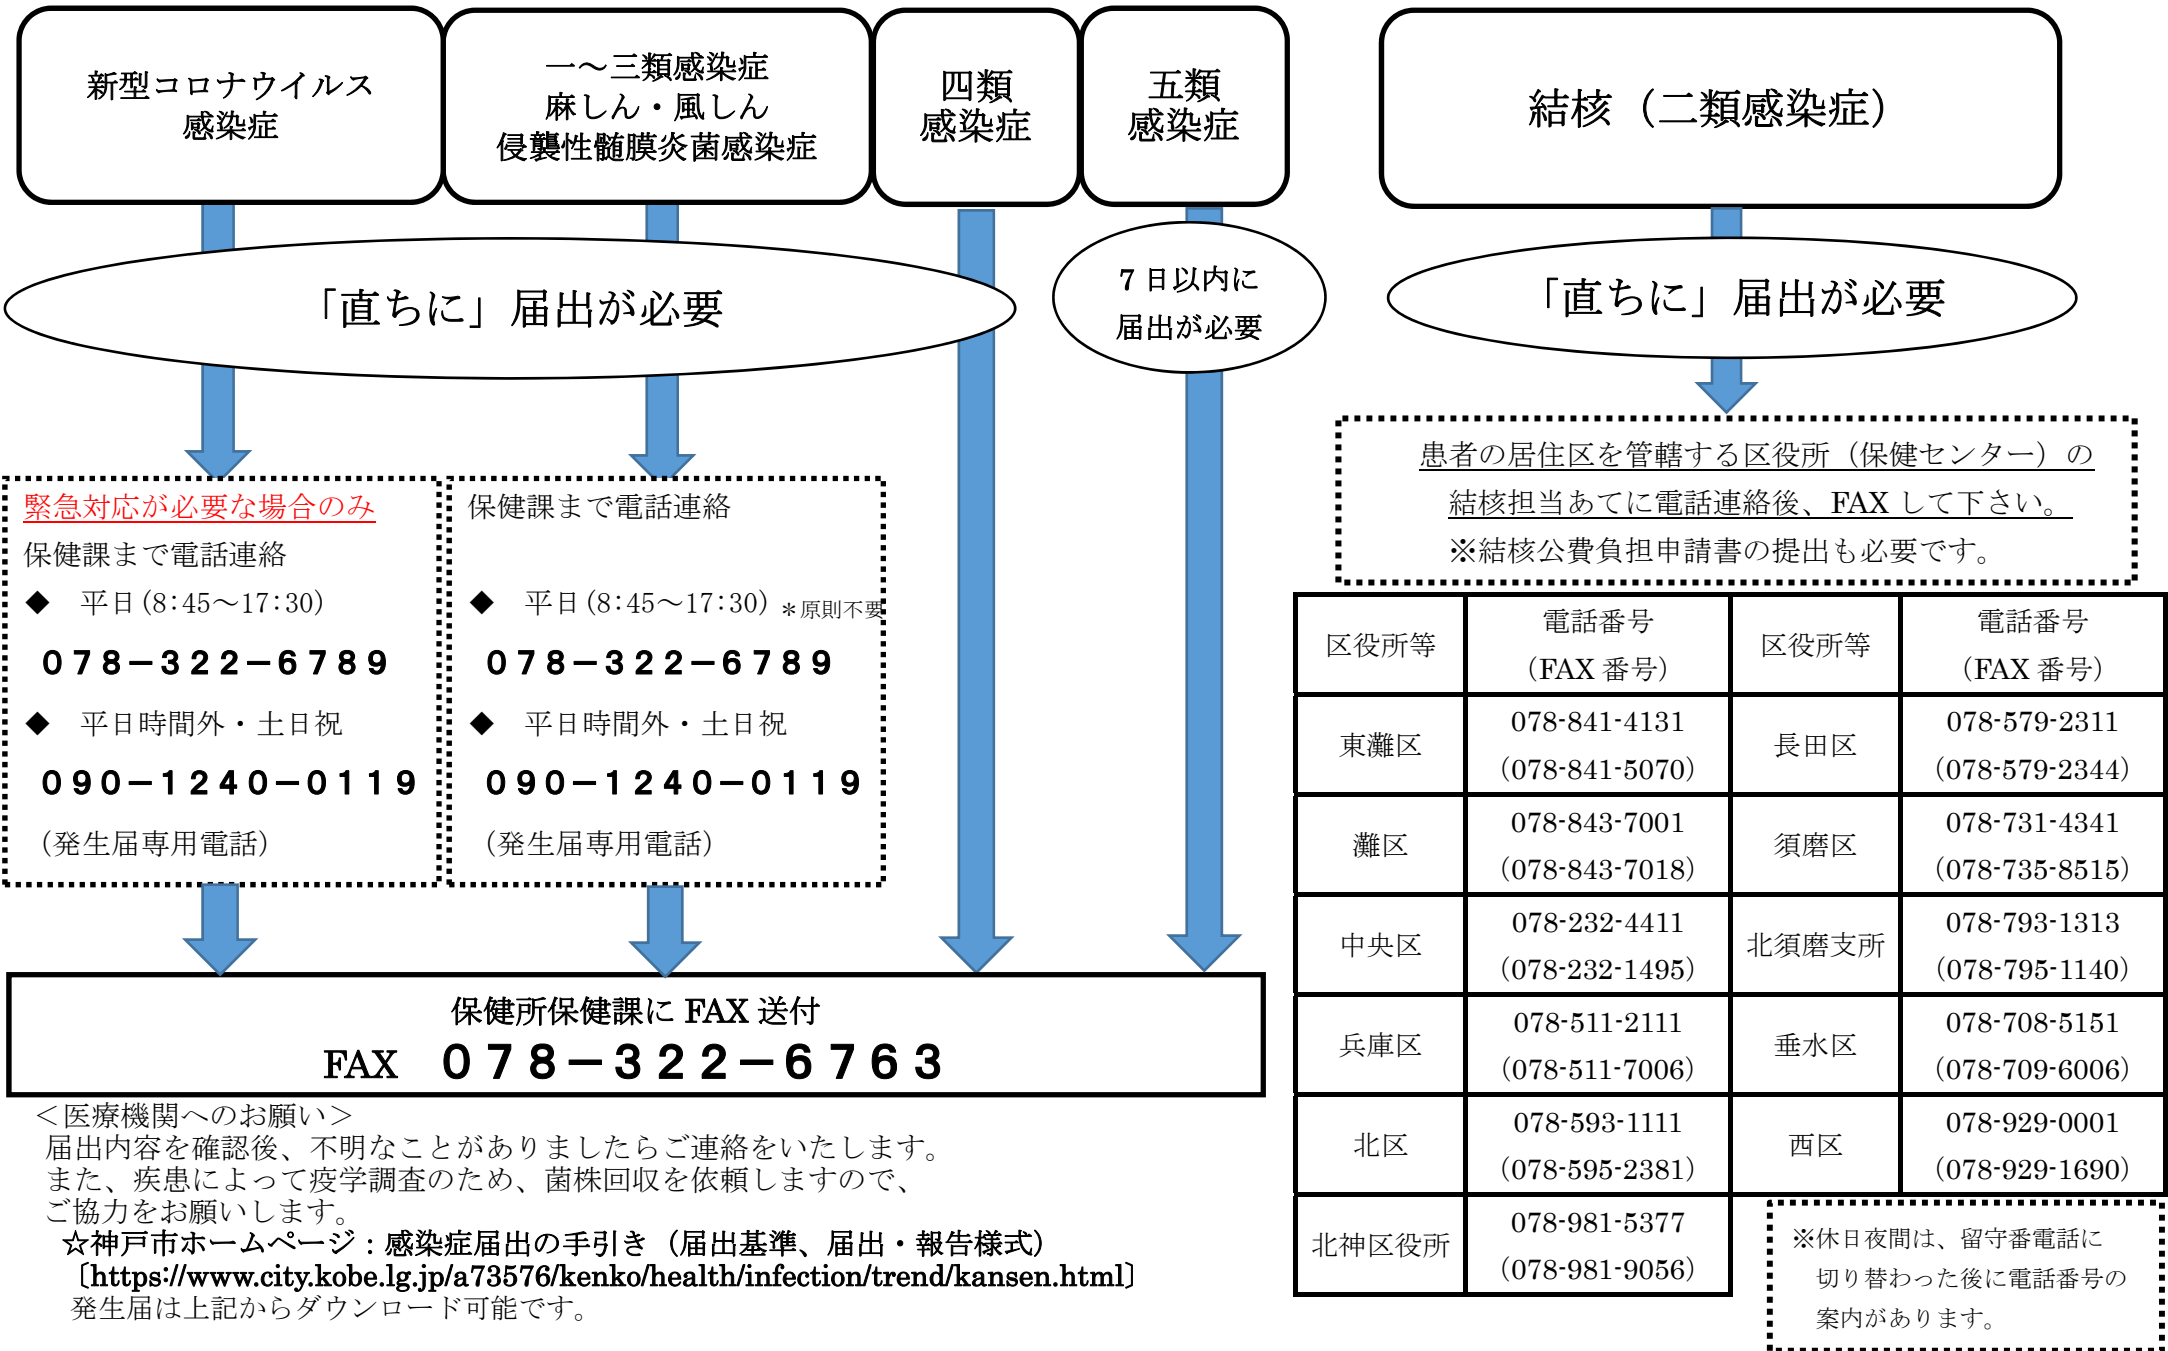 新型コロナウイルス
感染症
一～三類感染症
麻しん・風しん
侵襲性髄膜炎菌感染症
四類
感染症
五類
感染症
結核（二類感染症）
「直ちに」届出が必要
7日以内に
届出が必要
「直ちに」届出が必要
緊急対応が必要な場合のみ
保健課まで電話連絡
◆ 平日(8:45～17:30)
０７８－３２２－６７８９
◆ 平日時間外・土日祝
０９０－１２４０－０１１９
（発生届専用電話）
保健課まで電話連絡
◆ 平日(8:45～17:30) ＊原則不要
０７８－３２２－６７８９
◆ 平日時間外・土日祝
０９０－１２４０－０１１９
（発生届専用電話）
保健所保健課に FAX 送付
FAX ０７８－３２２－６７６３
＜医療機関へのお願い＞
届出内容を確認後、不明なことがありましたらご連絡をいたします。
また、疾患によって疫学調査のため、菌株回収を依頼しますので、
ご協力をお願いします。
☆神戸市ホームページ：感染症届出の手引き（届出基準、届出・報告様式）
〔https://www.city.kobe.lg.jp/a73576/kenko/health/infection/trend/kansen.html〕
発生届は上記からダウンロード可能です。
患者の居住区を管轄する区役所（保健センター）の
結核担当あてに電話連絡後、FAX して下さい。
※結核公費負担申請書の提出も必要です。
区役所等
電話番号
（FAX 番号）
区役所等
電話番号
（FAX 番号）
東灘区
078-841-4131
（078-841-5070）
長田区
078-579-2311
（078-579-2344）
灘区
078-843-7001
（078-843-7018）
須磨区
078-731-4341
（078-735-8515）
中央区
078-232-4411
（078-232-1495）
北須磨支所
078-793-1313
（078-795-1140）
兵庫区
078-511-2111
（078-511-7006）
垂水区
078-708-5151
（078-709-6006）
北区
078-593-1111
（078-595-2381）
西区
078-929-0001
（078-929-1690）
北神区役所
078-981-5377
（078-981-9056）
※休日夜間は、留守番電話に
切り替わった後に電話番号の
案内があります。